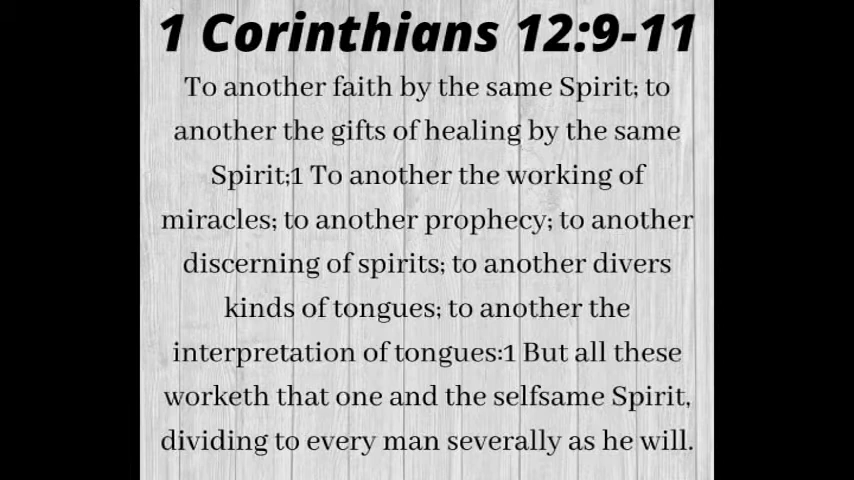 1 Corinthians 12:9-11
To another faith by the same Spirit; to
another the gifts of healing by the same
Spirit;1 To another the working of
miracles; to another prophecy; to another
discerning of spirits; to another divers
kinds of tongues; to another the
interpretation of tongues:1 But all these
worketh that one and the selfsame Spirit,
dividing to every man severally as he will.